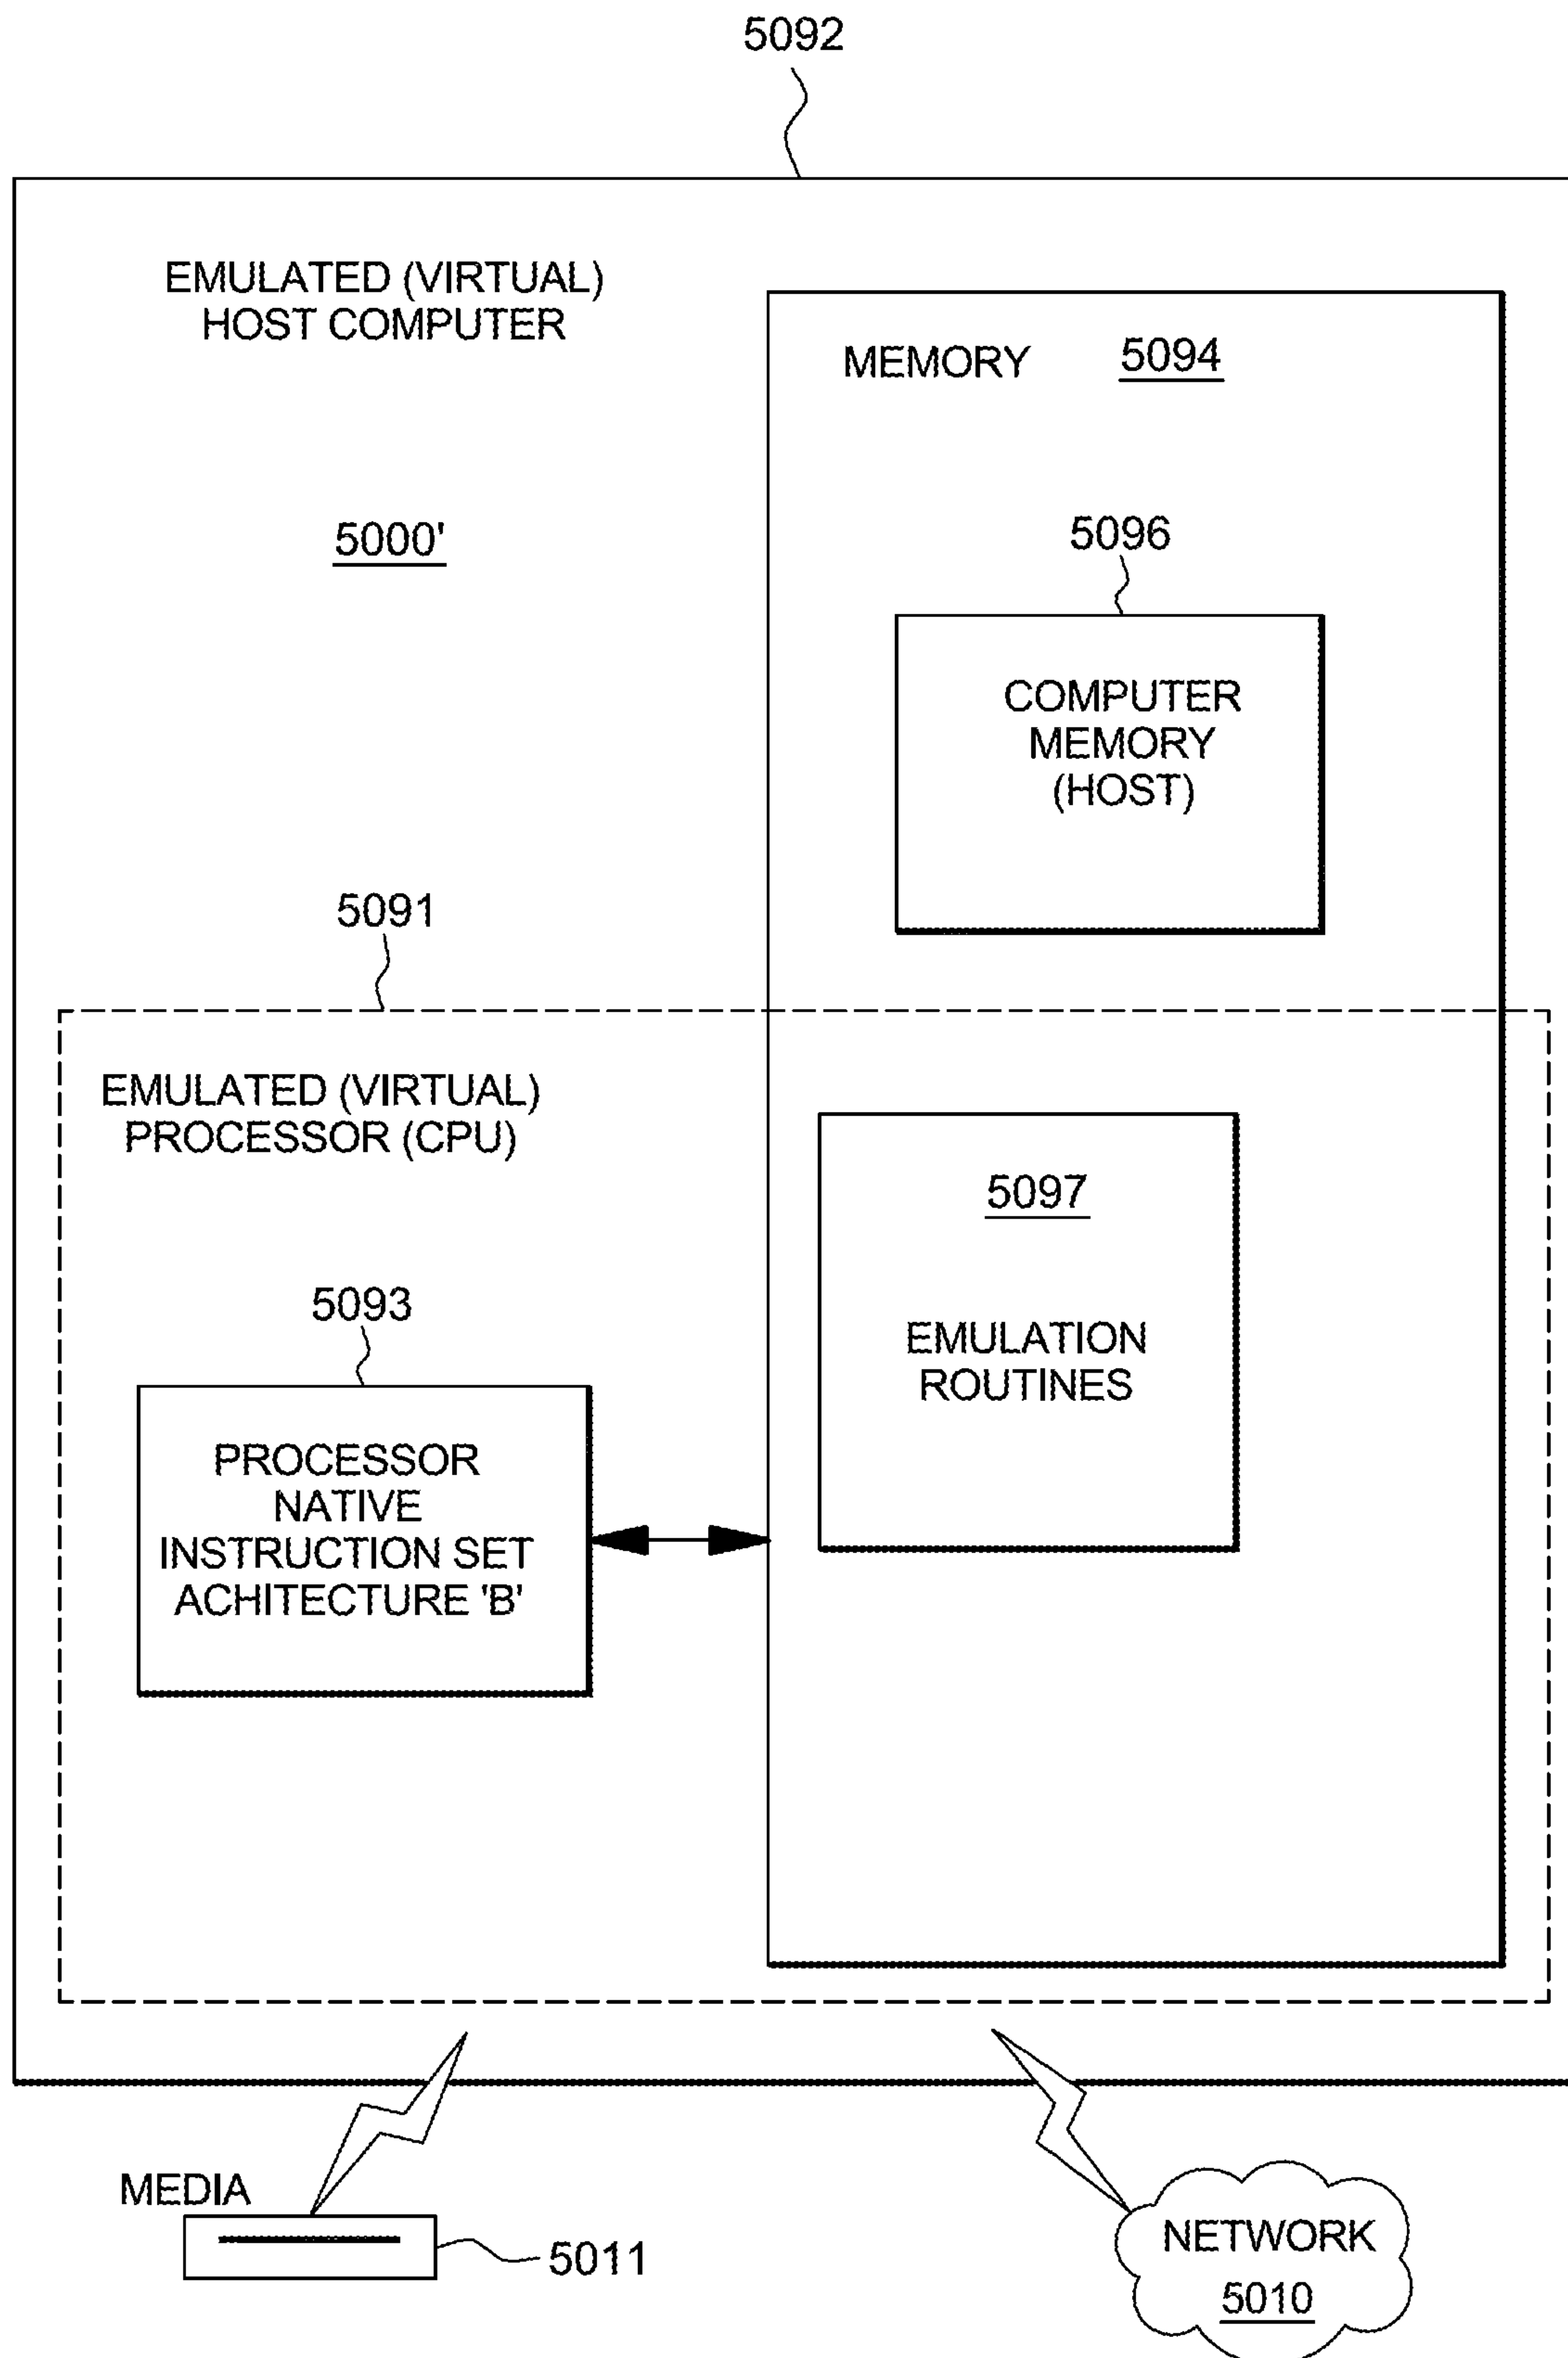 5092
EMULATED (VIRTUAL)
HOST COMPUTER
MEMORY 5094
5000'
5096
COMPUTER
MEMORY
(HOST)
5091
EMULATED (VIRTUAL)
PROCESSOR (CPU)
5097
EMULATION
ROUTINES
5093
PROCESSOR
NATIVE
INSTRUCTION SET
ACHITECTURE 'B'
MEDIA
5011
NETWORK
5010